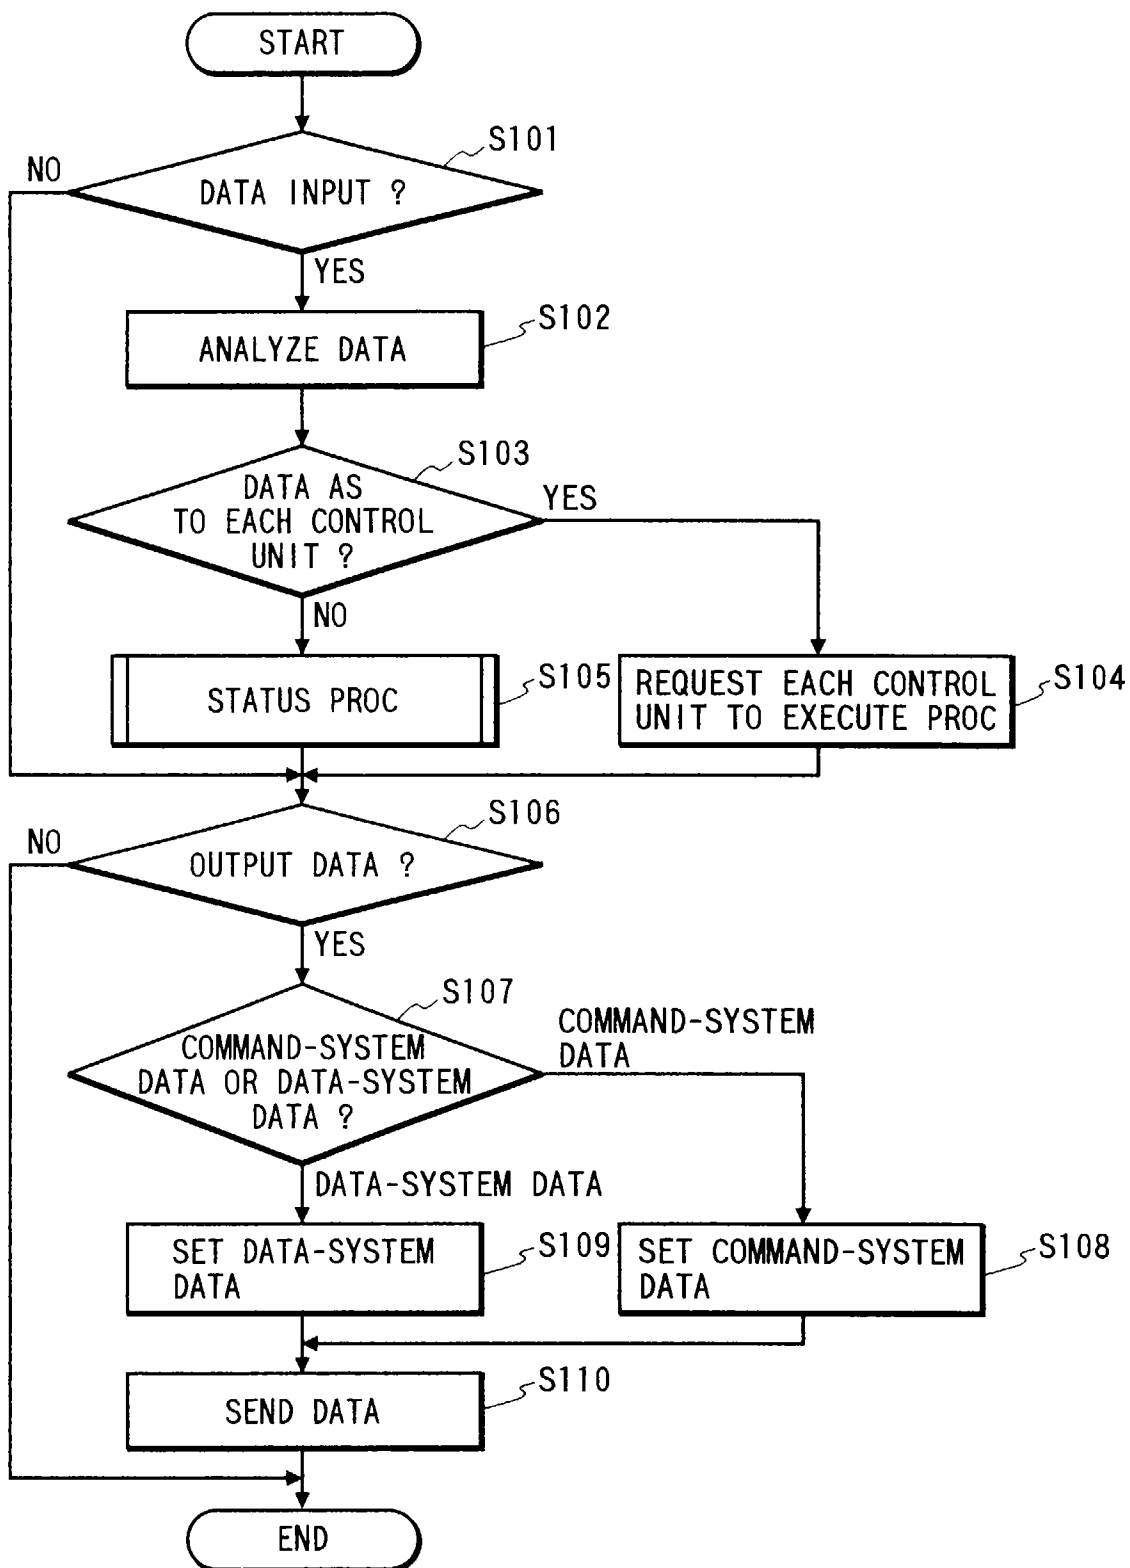 START
S101
NO
DATA INPUT ?
YES
S102
ANALYZE DATA
S103
DATA AS
TO EACH CONTROL
UNIT ?
YES
NO
STATUS PROC
S105
REQUEST EACH CONTROL
UNIT TO EXECUTE PROC
S104
S106
NO
OUTPUT DATA ?
YES
S107
COMMAND-SYSTEM
DATA OR DATA-SYSTEM
DATA ?
COMMAND-SYSTEM
DATA
DATA-SYSTEM DATA
SET DATA-SYSTEM
DATA
S109
SET COMMAND-SYSTEM
DATA
S108
S110
SEND DATA
END